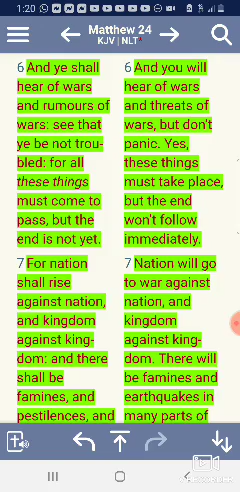 1:20
Matthew 24
KJV | NLT*
6 And ye shall
hear of wars
and rumours of
wars: see that
ye be not trou-
bled: for all
these things
must come to
pass, but the
end is not yet.
7 For nation
shall rise
against nation,
and kingdom
against king-
dom: and there
shall be
famines, and
pestilences, and
6 And you will
hear of wars
and threats of
wars, but don't
panic. Yes,
these things
must take place,
but the end
won't follow
immediately.
7 Nation will go
to war against
nation, and
kingdom
against king-
dom. There will
be famines and
earthquakes in
many parts of